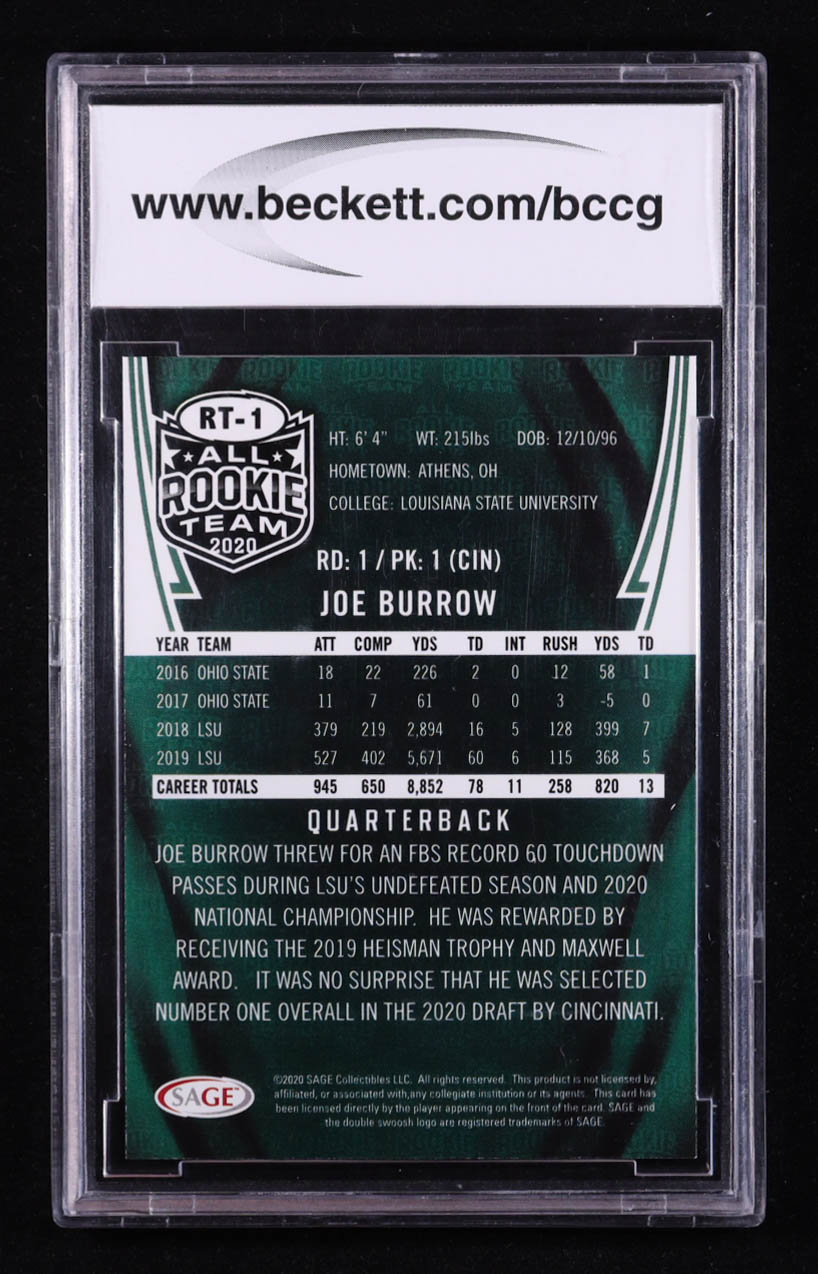 www.beckett.com/bccg
RT-1
ALL
ROOKIE
TEAM
2020
HT: 6' 4" WT: 215lbs DOB: 12/10/96
HOMETOWN: ATHENS, OH
COLLEGE: LOUISIANA STATE UNIVERSITY
RD: 1 / PK: 1 (CIN)
JOE BURROW
YEAR TEAM ATT COMP YDS TD INT RUSH YDS TD
2016 OHIO STATE 18 22 226 2 0 12 58 1
2017 OHIO STATE 11 7 61 0 0 3 -5 0
2018 LSU 379 219 2,894 16 5 128 399 7
2019 LSU 527 402 5,671 60 6 115 368 5
CAREER TOTALS 945 650 8,852 78 11 258 820 13
QUARTERBACK
JOE BURROW THREW FOR AN FBS RECORD 60 TOUCHDOWN
PASSES DURING LSU'S UNDEFEATED SEASON AND 2020
NATIONAL CHAMPIONSHIP. HE WAS REWARDED BY
RECEIVING THE 2019 HEISMAN TROPHY AND MAXWELL
AWARD. IT WAS NO SURPRISE THAT HE WAS SELECTED
NUMBER ONE OVERALL IN THE 2020 DRAFT BY CINCINNATI.
SAGE™
©2020 SAGE Collectibles LLC. All rights reserved. This product is not licensed by,
affiliated, or associated with,any collegiate institution or its agents. This card has
been licensed directly by the player appearing on the front of the card. SAGE and
the double swoosh logo are registered trademarks of SAGE.